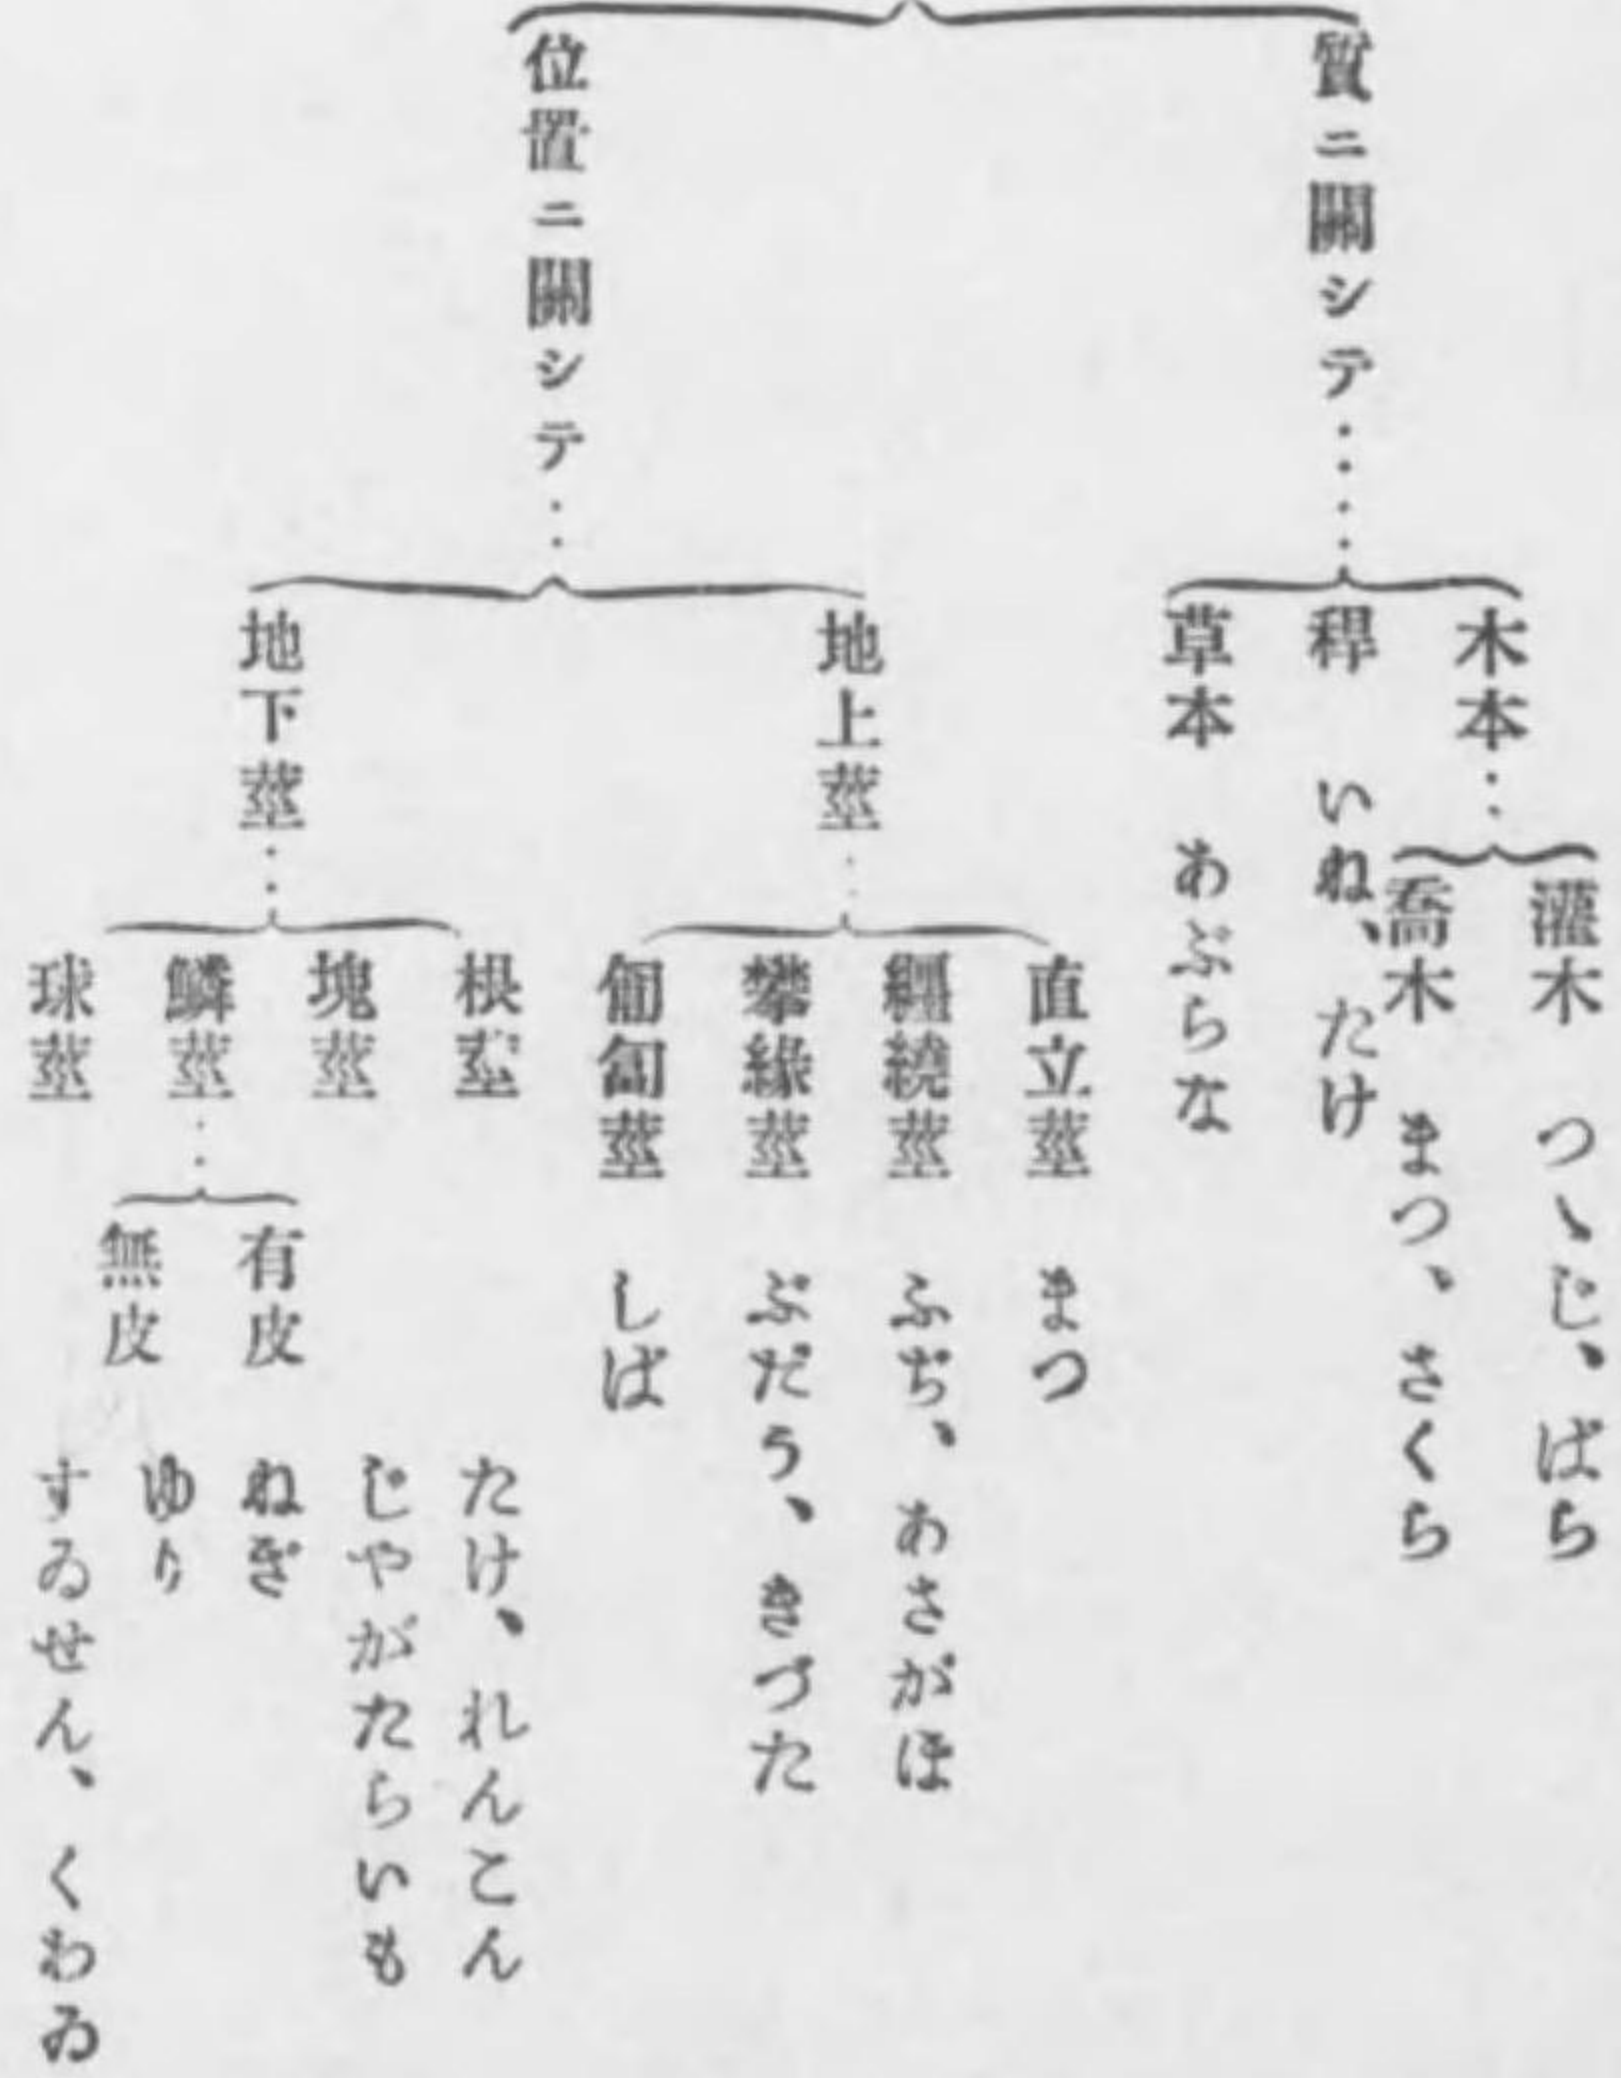 質ニ關シテ‥‥
木本‥
灌木 つゝじ、ばら
喬木 まつ、さくら
稈 いね、たけ
草本 あぶらな
位置ニ關シテ‥
地上莖‥
直立莖 まつ
纒繞莖 ふぢ、あさがほ
攀緣莖 ぶだう、きづた
匍匐莖 しば
地下莖‥
根莖 たけ、れんこん
塊莖 じやがたらいも
鱗莖‥
有皮 ねぎ
無皮 ゆり
球莖 すゐせん、くわゐ